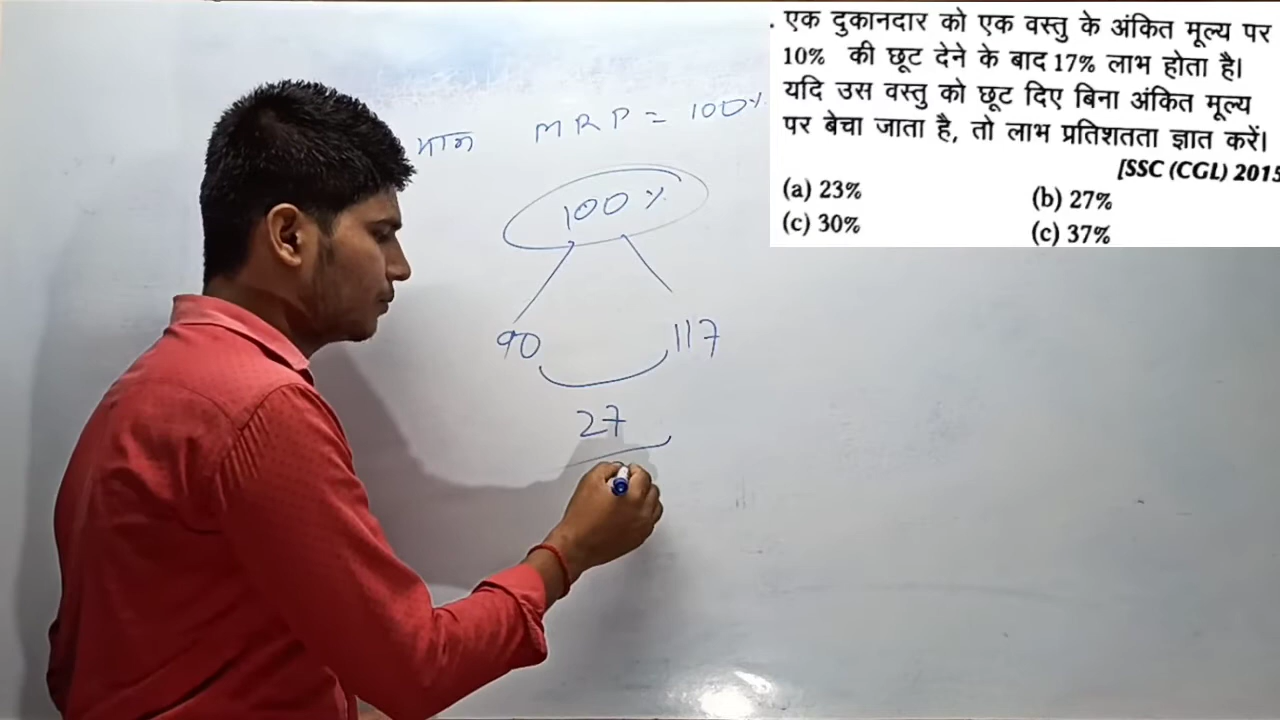 . एक दुकानदार को एक वस्तु के अंकित मूल्य पर
10% की छूट देने के बाद 17% लाभ होता है।
यदि उस वस्तु को छूट दिए बिना अंकित मूल्य
पर बेचा जाता है, तो लाभ प्रतिशतता ज्ञात करें।
[SSC (CGL) 2015
(a) 23% (b) 27%
(c) 30% (c) 37%
माना MRP = 100%
100%
90 117
27